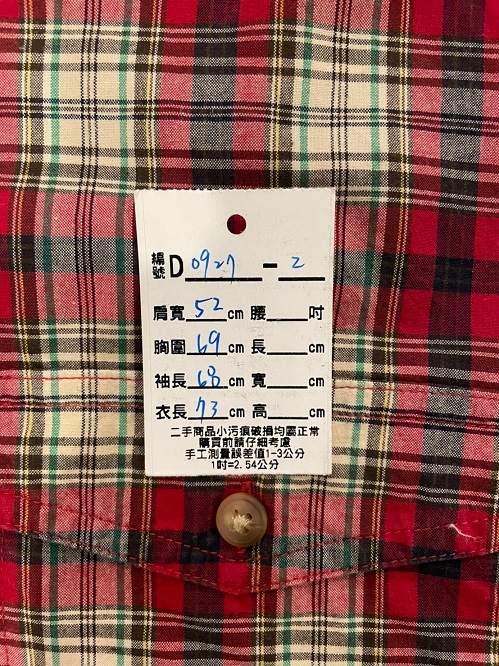 編號 D 0927 - 2
肩寬 52 cm 腰 吋
胸圍 69 cm 長 cm
袖長 68 cm 寬 cm
衣長 73 cm 高 cm
二手商品小污痕破損均屬正常
購買前請仔細考慮
手工測量誤差值1-3公分
1吋=2.54公分